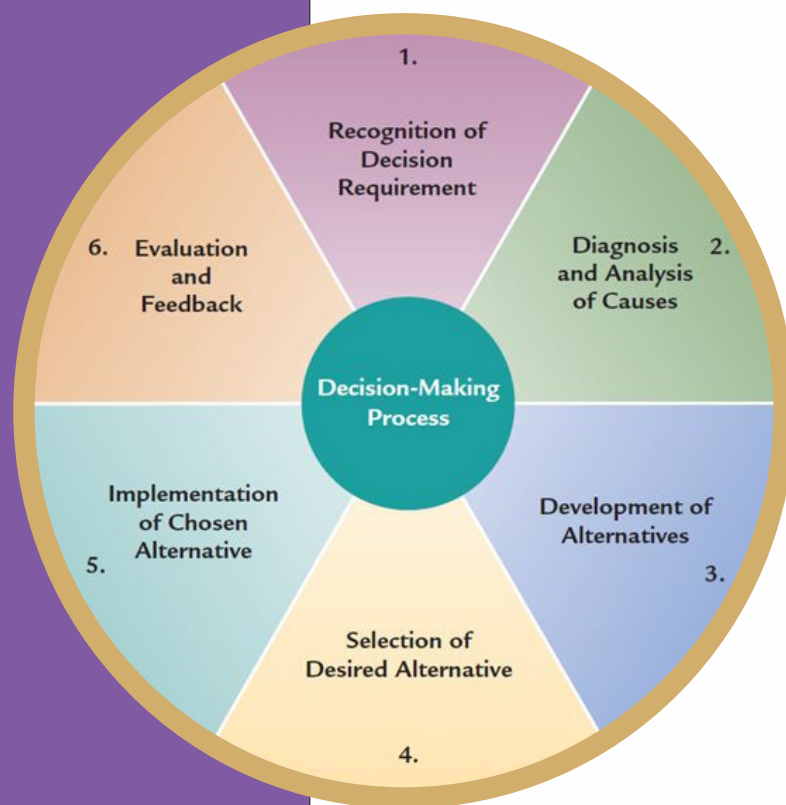 1.
Recognition of
Decision
Requirement
Diagnosis 2.
and Analysis
of Causes
Development of
Alternatives
3.
Selection of
Desired Alternative
4.
Implementation
of Chosen
Alternative
5.
6. Evaluation
and
Feedback
Decision-Making
Process